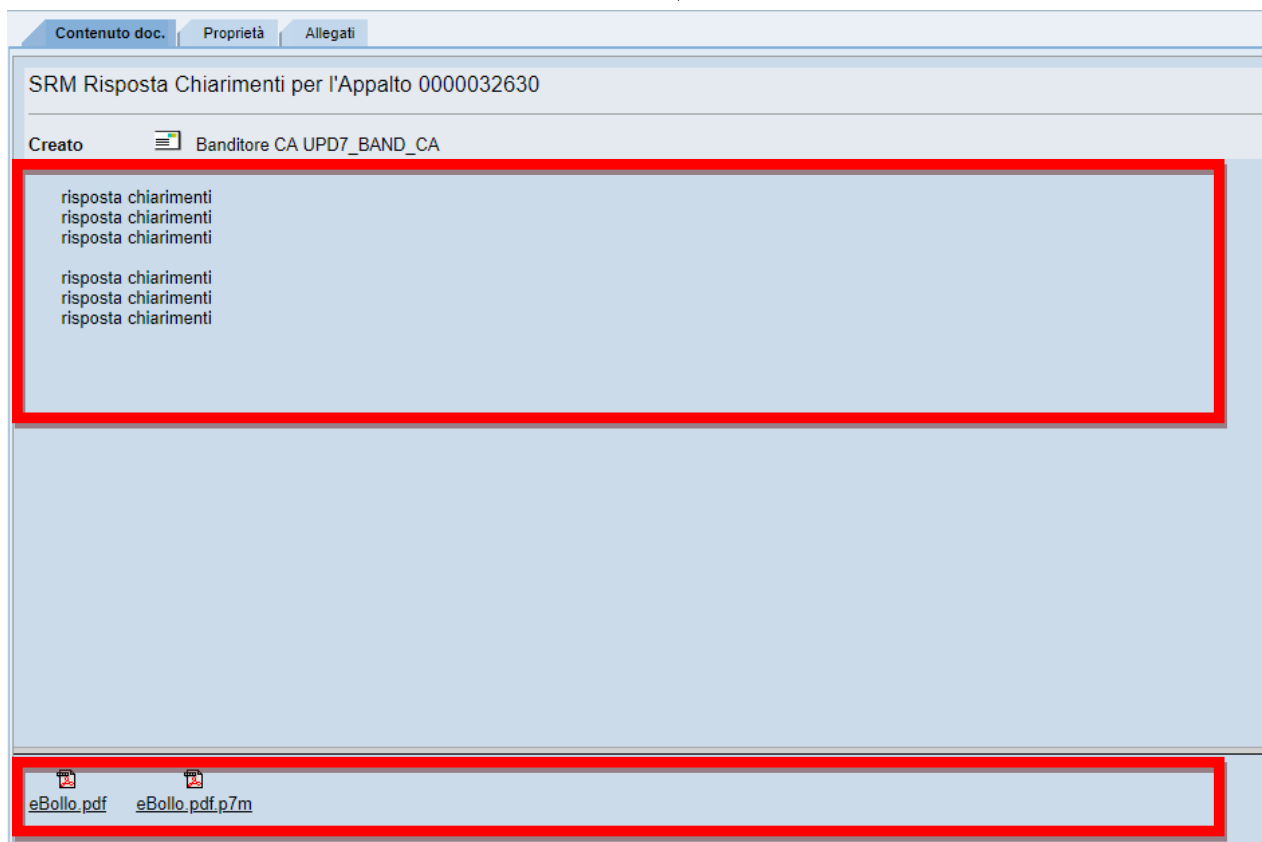 Contenuto doc. Proprietà Allegati
SRM Risposta Chiarimenti per l'Appalto 0000032630
Creato Banditore CA UPD7_BAND_CA
risposta chiarimenti
risposta chiarimenti
risposta chiarimenti
risposta chiarimenti
risposta chiarimenti
risposta chiarimenti
eBollo.pdf eBollo.pdf.p7m